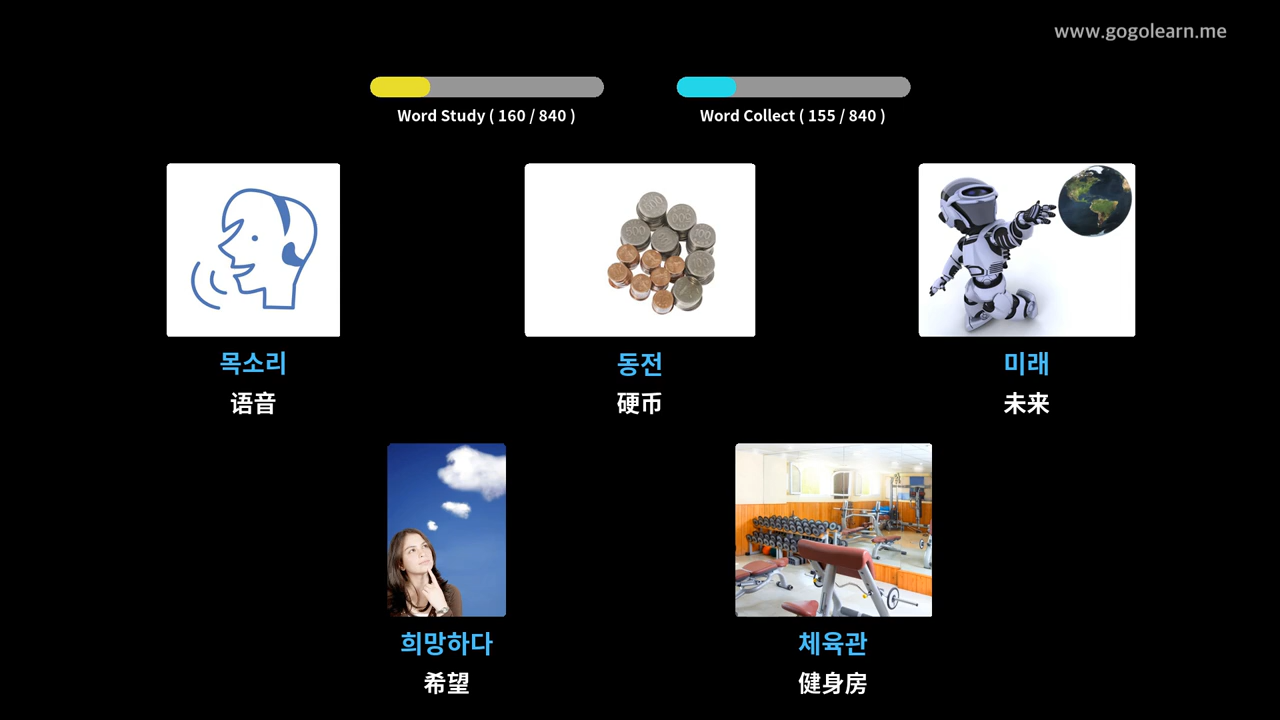 www.gogolearn.me
Word Study ( 160 / 840 )
Word Collect ( 155 / 840 )
목소리
语音
동전
硬币
미래
未来
희망하다
希望
체육관
健身房